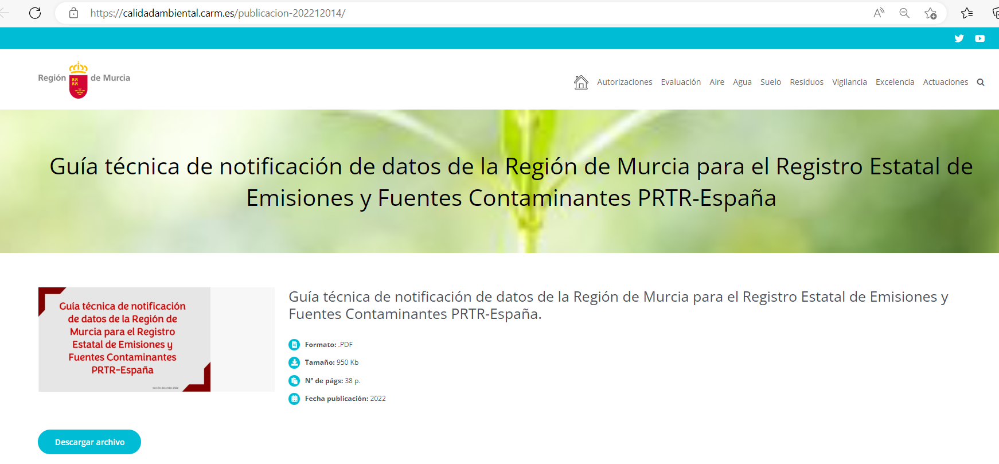 https://calidadambiental.carm.es/publicacion-202212014/
Región de Murcia
Autorizaciones Evaluación Aire Agua Suelo Residuos Vigilancia Excelencia Actuaciones
Guía técnica de notificación de datos de la Región de Murcia para el Registro Estatal de
Emisiones y Fuentes Contaminantes PRTR-España
Guía técnica de notificación
de datos de la Región de
Murcia para el Registro
Estatal de Emisiones y
Fuentes Contaminantes
PRTR-España
Versión: diciembre 2022
Guía técnica de notificación de datos de la Región de Murcia para el Registro Estatal de Emisiones y
Fuentes Contaminantes PRTR-España.
Formato: .PDF
Tamaño: 950 Kb
Nª de págs: 38 p.
Fecha publicación: 2022
Descargar archivo